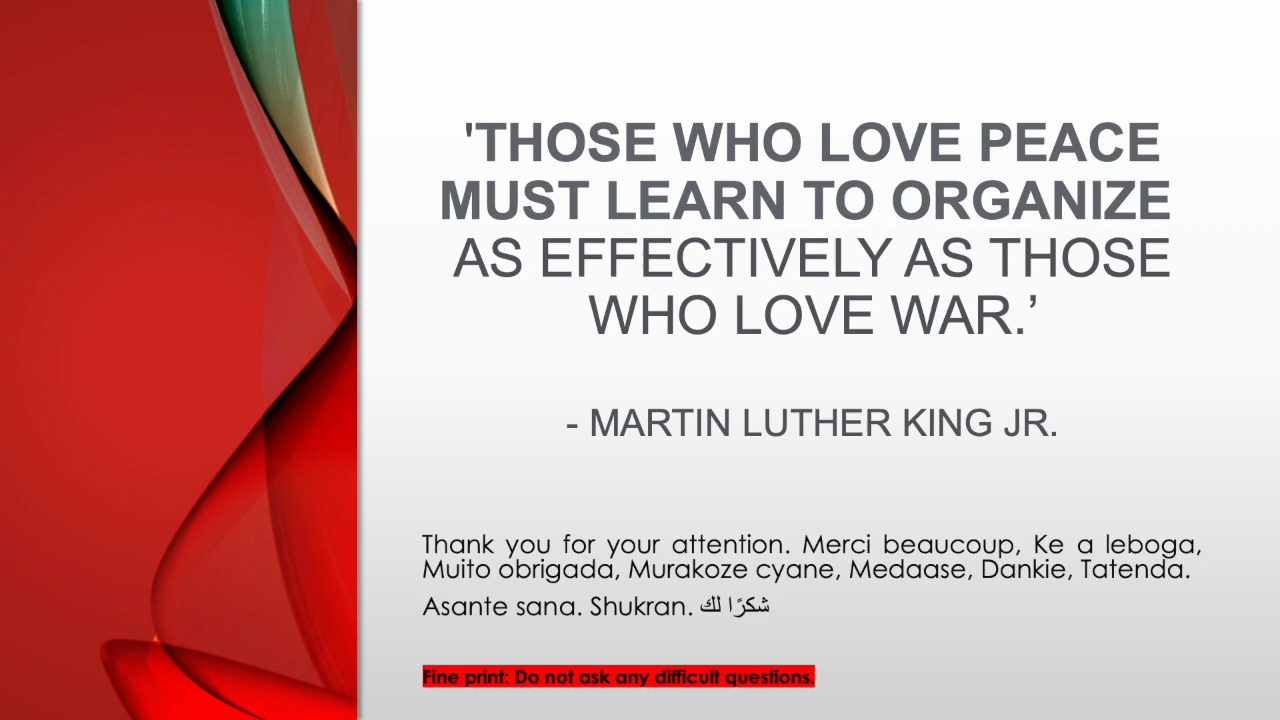 'THOSE WHO LOVE PEACE
MUST LEARN TO ORGANIZE
AS EFFECTIVELY AS THOSE
WHO LOVE WAR.’
- MARTIN LUTHER KING JR.
Thank you for your attention. Merci beaucoup, Ke a leboga,
Muito obrigada, Murakoze cyane, Medaase, Dankie, Tatenda.
Asante sana. Shukran. شكرًا لك
Fine print: Do not ask any difficult questions.